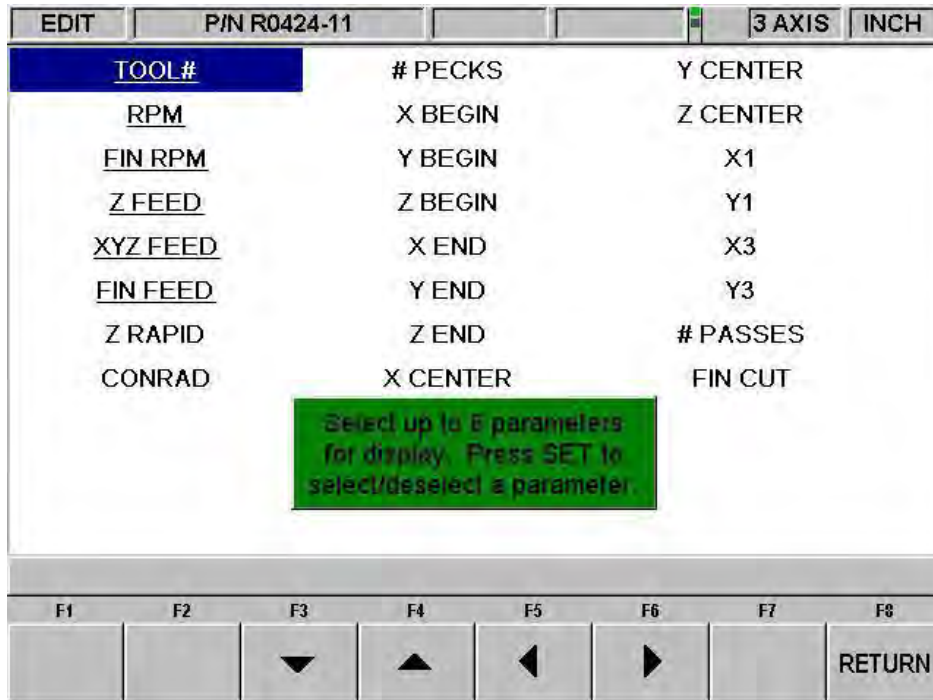 EDIT P/N R0424-11 3 AXIS INCH
TOOL# # PECKS Y CENTER
RPM X BEGIN Z CENTER
FIN RPM Y BEGIN X1
Z FEED Z BEGIN Y1
XYZ FEED X END X3
FIN FEED Y END Y3
Z RAPID Z END # PASSES
CONRAD X CENTER FIN CUT
Select up to 6 parameters
for display. Press SET to
select/deselect a parameter.
F1 F2 F3 F4 F5 F6 F7 F8
RETURN